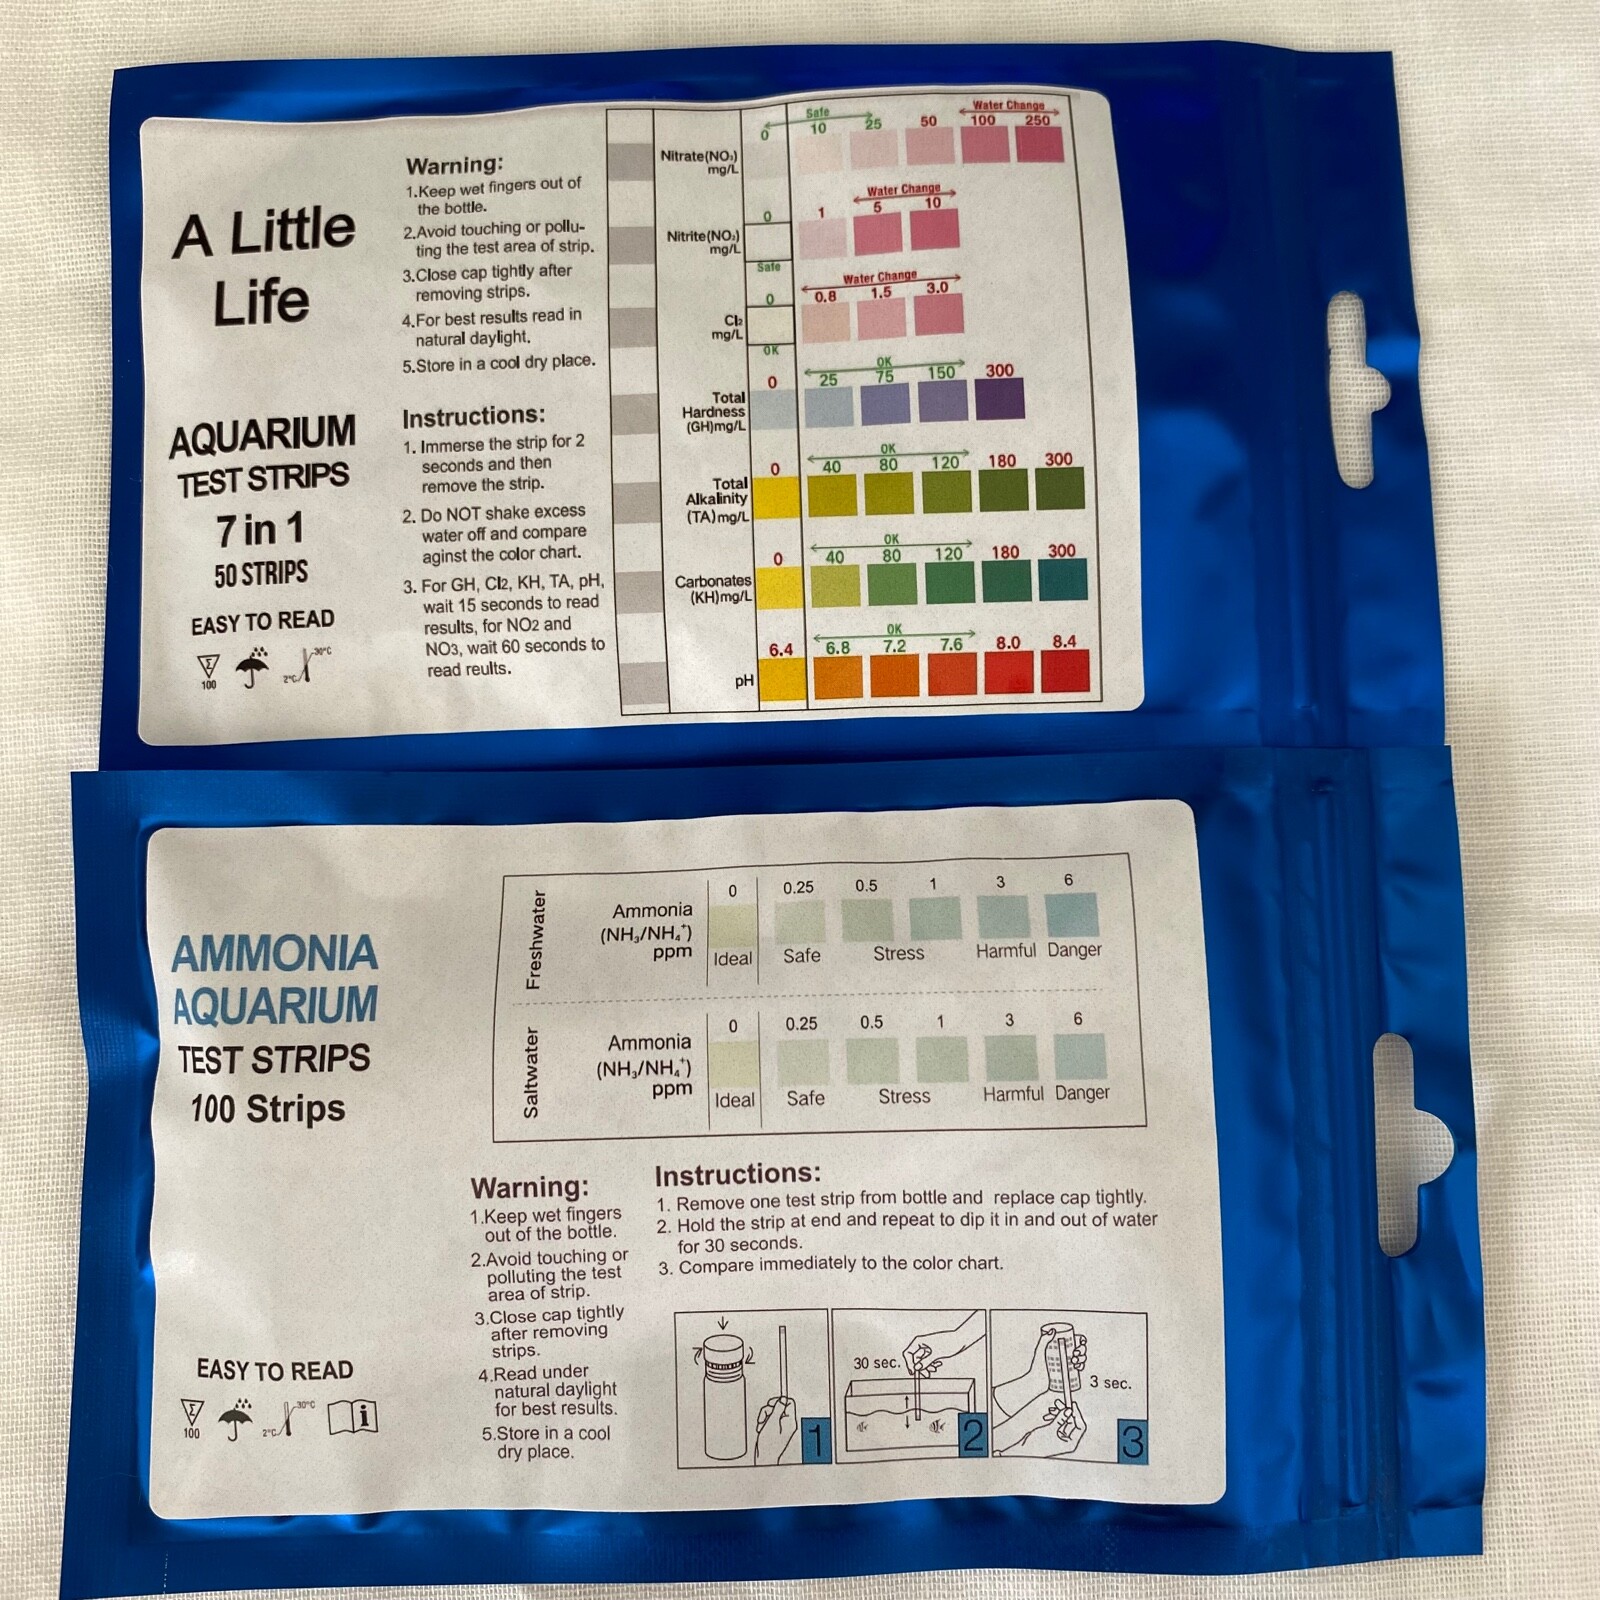 A Little
Life
AQUARIUM
TEST STRIPS
7 in 1
50 STRIPS
EASY TO READ
Σ
100
2°C
30°C
Warning:
1.Keep wet fingers out of
the bottle.
2.Avoid touching or pollu-
ting the test area of strip.
3.Close cap tightly after
removing strips.
4.For best results read in
natural daylight.
5.Store in a cool dry place.
Instructions:
1. Immerse the strip for 2
seconds and then
remove the strip.
2. Do NOT shake excess
water off and compare
aginst the color chart.
3. For GH, Cl2, KH, TA, pH,
wait 15 seconds to read
results, for NO2 and
NO3, wait 60 seconds to
read reults.
Safe
Water Change
0 10 25 50 100 250
Nitrate(NO₃)
mg/L
Water Change
0 1 5 10
Nitrite(NO₂)
mg/L
Safe
Water Change
0 0.8 1.5 3.0
Cl₂
mg/L
OK
OK
0 25 75 150 300
Total
Hardness
(GH)mg/L
OK
0 40 80 120 180 300
Total
Alkalinity
(TA)mg/L
OK
0 40 80 120 180 300
Carbonates
(KH)mg/L
OK
6.4 6.8 7.2 7.6 8.0 8.4
pH
AMMONIA
AQUARIUM
TEST STRIPS
100 Strips
EASY TO READ
Σ
100
2°C
30°C
i
Freshwater
0 0.25 0.5 1 3 6
Ammonia
(NH₃/NH₄⁺)
ppm
Ideal Safe Stress Harmful Danger
Saltwater
0 0.25 0.5 1 3 6
Ammonia
(NH₃/NH₄⁺)
ppm
Ideal Safe Stress Harmful Danger
Warning:
1.Keep wet fingers
out of the bottle.
2.Avoid touching or
polluting the test
area of strip.
3.Close cap tightly
after removing
strips.
4.Read under
natural daylight
for best results.
5.Store in a cool
dry place.
Instructions:
1. Remove one test strip from bottle and replace cap tightly.
2. Hold the strip at end and repeat to dip it in and out of water
for 30 seconds.
3. Compare immediately to the color chart.
1
30 sec.
2
3 sec.
3